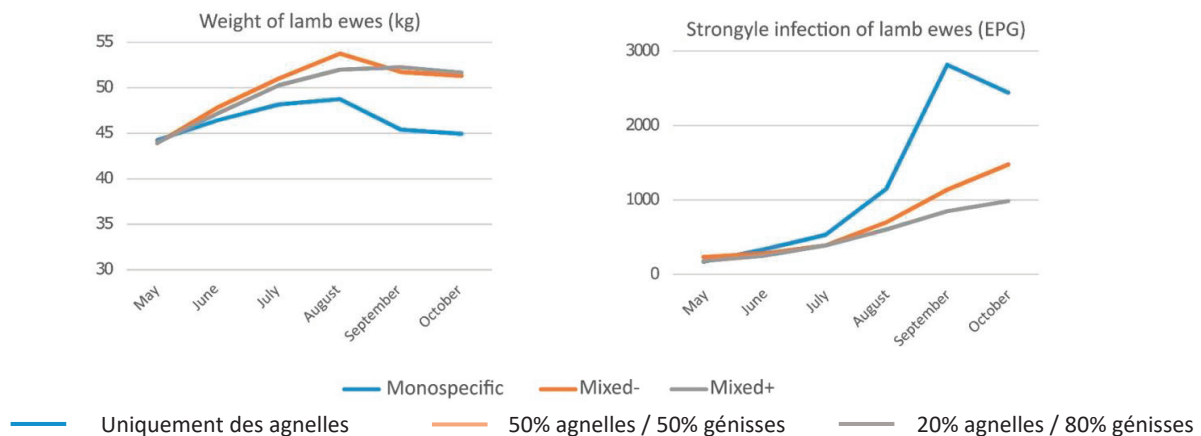 Weight of lamb ewes (kg)
55
50
45
40
35
30
May
June
July
August
September
October
Strongyle infection of lamb ewes (EPG)
3000
2000
1000
0
May
June
July
August
September
October
Monospecific Mixed- Mixed+
Uniquement des agnelles 50% agnelles / 50% génisses 20% agnelles / 80% génisses